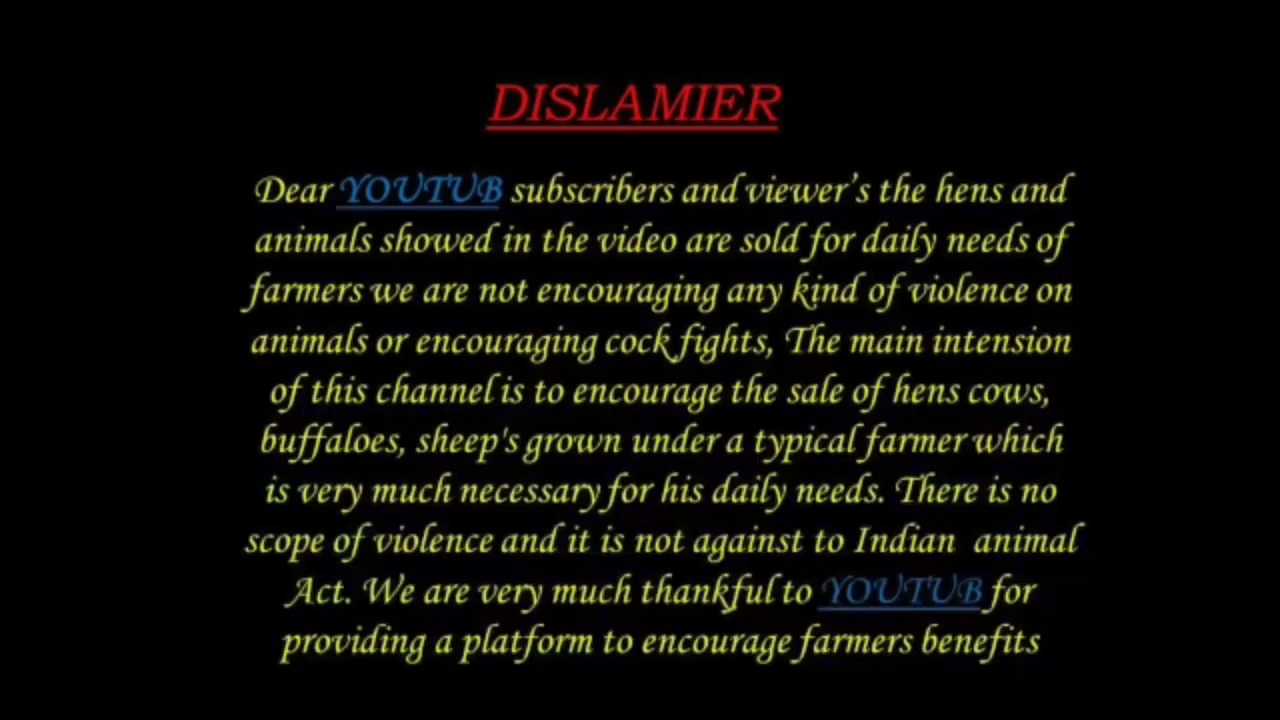 DISLAMIER
Dear YOUTUB subscribers and viewer's the hens and
animals showed in the video are sold for daily needs of
farmers we are not encouraging any kind of violence on
animals or encouraging cock fights, The main intension
of this channel is to encourage the sale of hens cows,
buffaloes, sheep's grown under a typical farmer which
is very much necessary for his daily needs. There is no
scope of violence and it is not against to Indian animal
Act. We are very much thankful to YOUTUB for
providing a platform to encourage farmers benefits